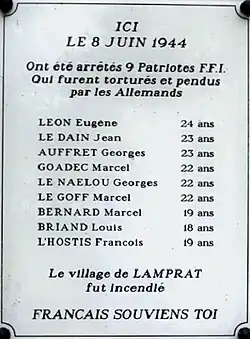 ICI
LE 8 JUIN 1944
Ont été arrêtés 9 Patriotes F.F.I.
Qui furent torturés et pendus
par les Allemands
LEON Eugène 24 ans
LE DAIN Jean 23 ans
AUFFRET Georges 23 ans
GOADEC Marcel 22 ans
LE NAELOU Georges 22 ans
LE GOFF Marcel 22 ans
BERNARD Marcel 19 ans
BRIAND Louis 18 ans
L'HOSTIS Francois 19 ans
Le village de LAMPRAT
fut incendié
FRANCAIS SOUVIENS TOI